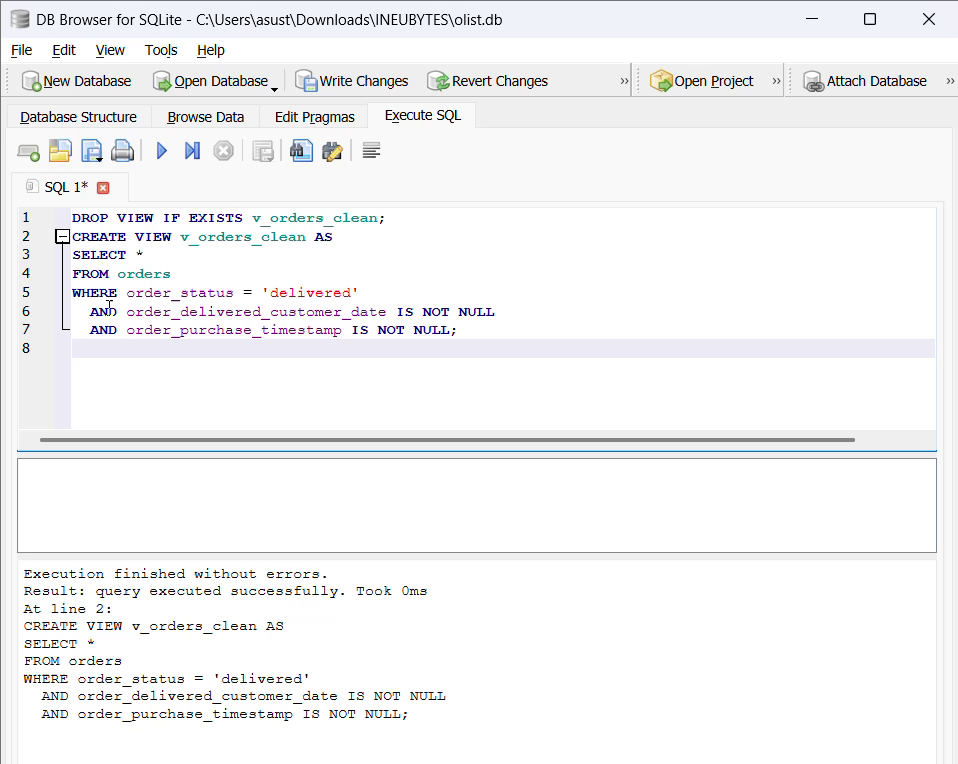 DB Browser for SQLite - C:\Users\asust\Downloads\INEUBYTES\olist.db
File Edit View Tools Help
New Database Open Database Write Changes Revert Changes » Open Project » Attach Database »
Database Structure Browse Data Edit Pragmas Execute SQL
SQL 1*
1 DROP VIEW IF EXISTS v_orders_clean;
2 CREATE VIEW v_orders_clean AS
3 SELECT *
4 FROM orders
5 WHERE order_status = 'delivered'
6 AND order_delivered_customer_date IS NOT NULL
7 AND order_purchase_timestamp IS NOT NULL;
8
Execution finished without errors.
Result: query executed successfully. Took 0ms
At line 2:
CREATE VIEW v_orders_clean AS
SELECT *
FROM orders
WHERE order_status = 'delivered'
AND order_delivered_customer_date IS NOT NULL
AND order_purchase_timestamp IS NOT NULL;